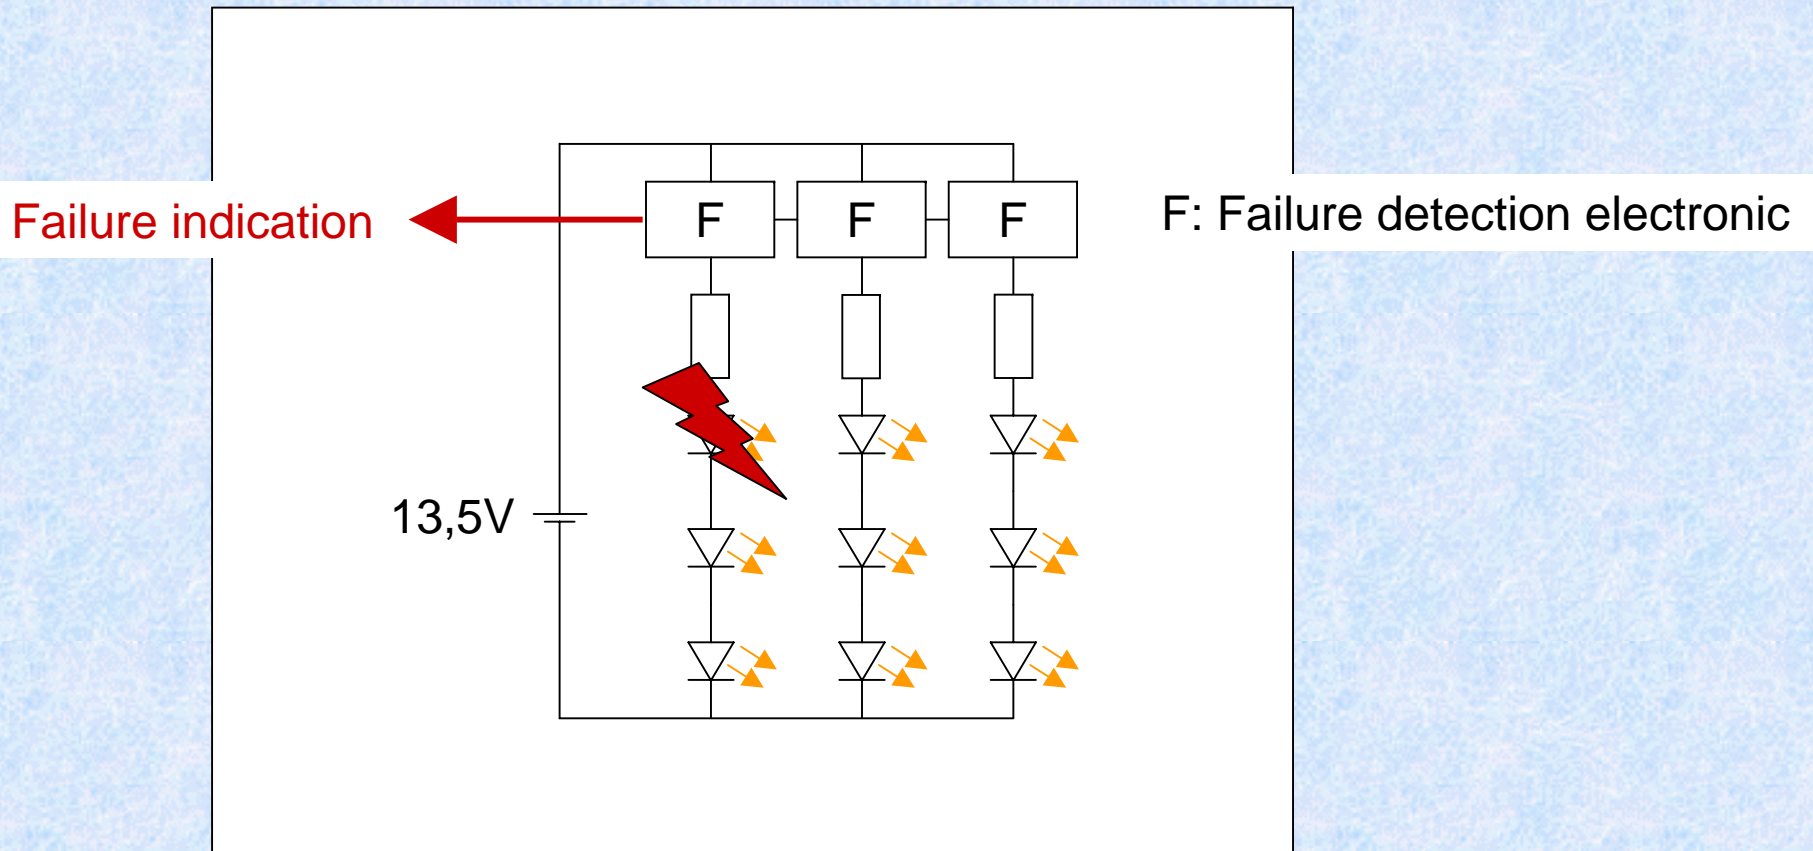 Failure indication
F F F
F: Failure detection electronic
13,5V